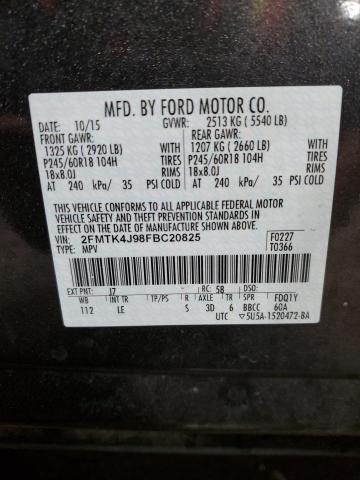 MFD. BY FORD MOTOR CO.
DATE: 10/15 GVWR: 2513 KG ( 5540 LB)
FRONT GAWR: REAR GAWR:
1325 KG ( 2920 LB) WITH 1207 KG ( 2660 LB) WITH
P245/60R18 104H TIRES P245/60R18 104H TIRES
18x8.0J RIMS 18x8.0J RIMS
AT 240 kPa/ 35 PSI COLD AT 240 kPa/ 35 PSI COLD
THIS VEHICLE CONFORMS TO ALL APPLICABLE FEDERAL MOTOR
VEHICLE SAFETY AND THEFT PREVENTION STANDARDS IN
EFFECT ON THE DATE OF MANUFACTURE SHOWN ABOVE.
VIN: 2FMTK4J98FBC20825 F0227
TYPE: MPV T0366
EXT PNT: J7 RC: 58 DSO: FDQ1Y
WB INT TR TP/PS R AXLE TR SPR
112 LE S 3D 6 BBCC 60A
UTC ▽5U5A-1520472-BA